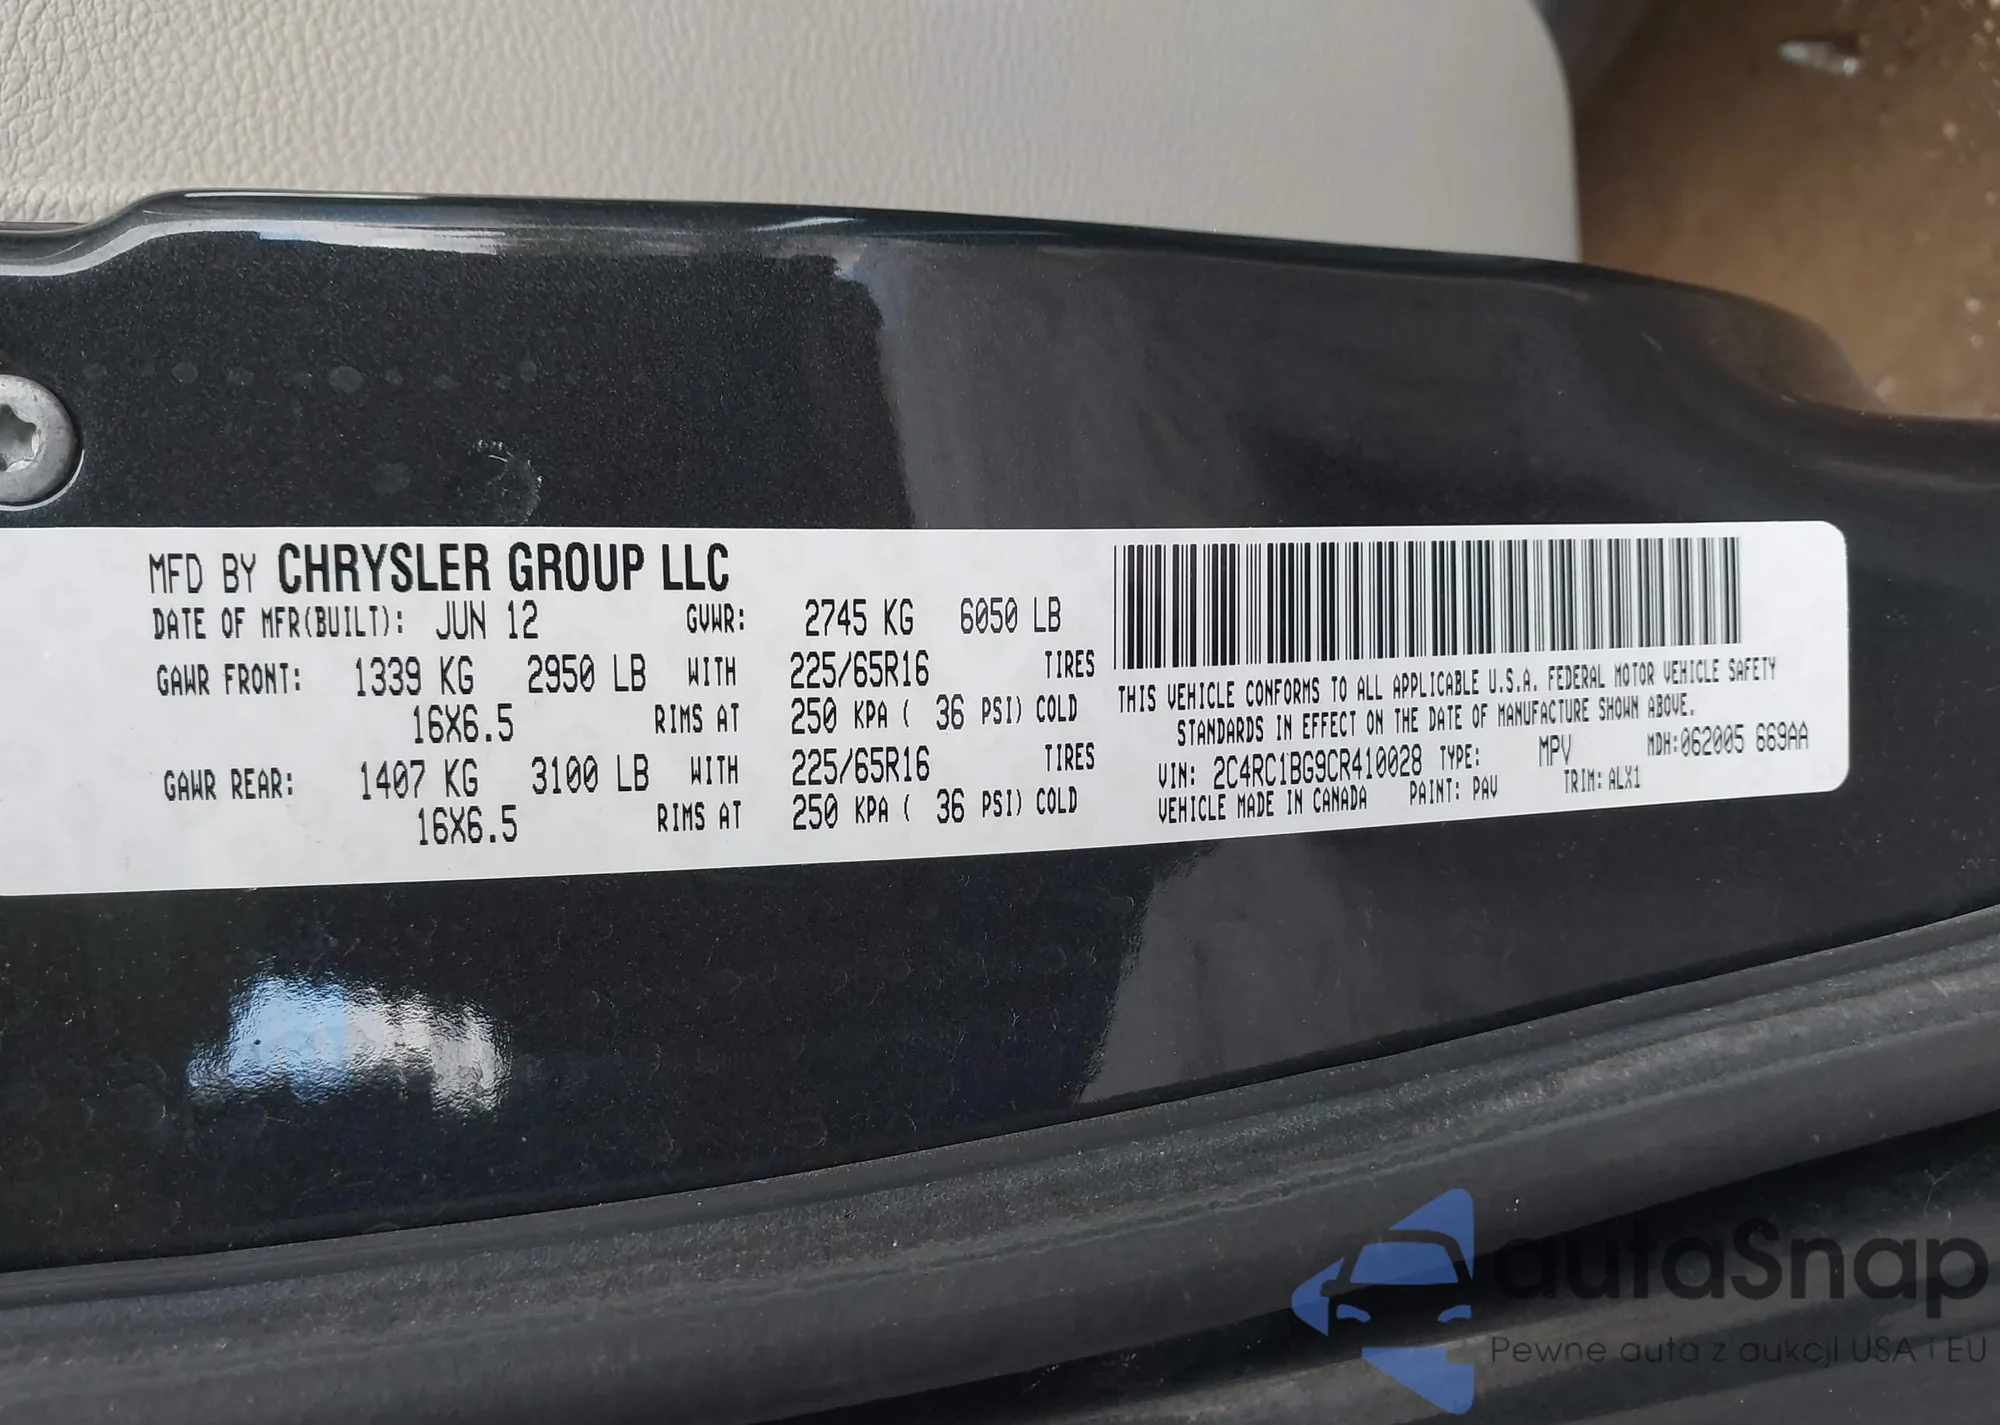 MFD BY CHRYSLER GROUP LLC
DATE OF MFR(BUILT): JUN 12 GVWR: 2745 KG 6050 LB
GAWR FRONT: 1339 KG 2950 LB WITH 225/65R16 TIRES
16X6.5 RIMS AT 250 KPA ( 36 PSI) COLD
GAWR REAR: 1407 KG 3100 LB WITH 225/65R16 TIRES
16X6.5 RIMS AT 250 KPA ( 36 PSI) COLD
THIS VEHICLE CONFORMS TO ALL APPLICABLE U.S.A. FEDERAL MOTOR VEHICLE SAFETY
STANDARDS IN EFFECT ON THE DATE OF MANUFACTURE SHOWN ABOVE.
VIN: 2C4RC1BG9CR410028 TYPE: MPV MDH:062005 669AA
VEHICLE MADE IN CANADA PAINT: PAV TRIM: ALX1
autaSnap
Pewne auta z aukcji USA i EU